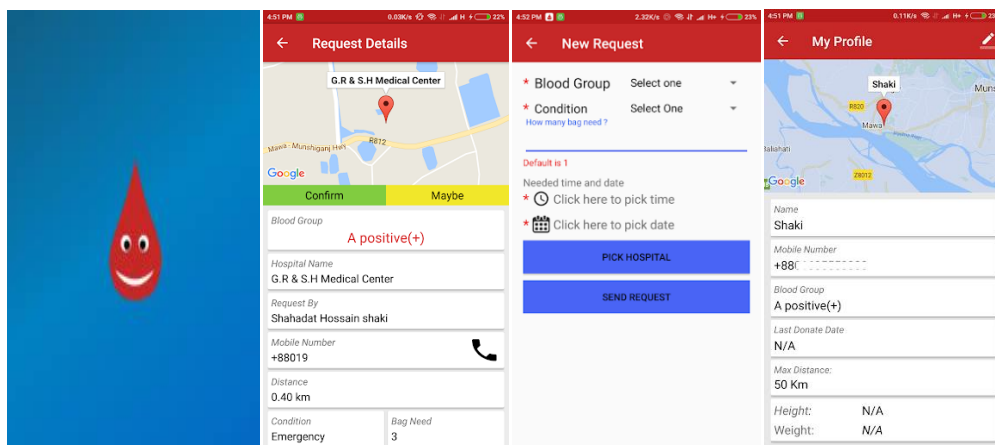 4:51 PM 0.03K/s H 22%
Request Details
G.R & S.H Medical Center
R812
Mawa - Munshiganj Hwy
Google
Confirm Maybe
Blood Group
A positive(+)
Hospital Name
G.R & S.H Medical Center
Request By
Shahadat Hossain shaki
Mobile Number
+88019
Distance
0.40 km
Condition Bag Need
Emergency 3
4:52 PM 2.32K/s H+ 23%
New Request
* Blood Group Select one
* Condition Select One
How many bag need ?
Default is 1
Needed time and date
* Click here to pick time
* Click here to pick date
PICK HOSPITAL
SEND REQUEST
4:51 PM 0.11K/s H+ 23
My Profile
Shaki
Muns
R820
Mawa
Z8012
Google
Name
Shaki
Mobile Number
+880
Blood Group
A positive(+)
Last Donate Date
N/A
Max Distance:
50 Km
Height: N/A
Weight: N/A